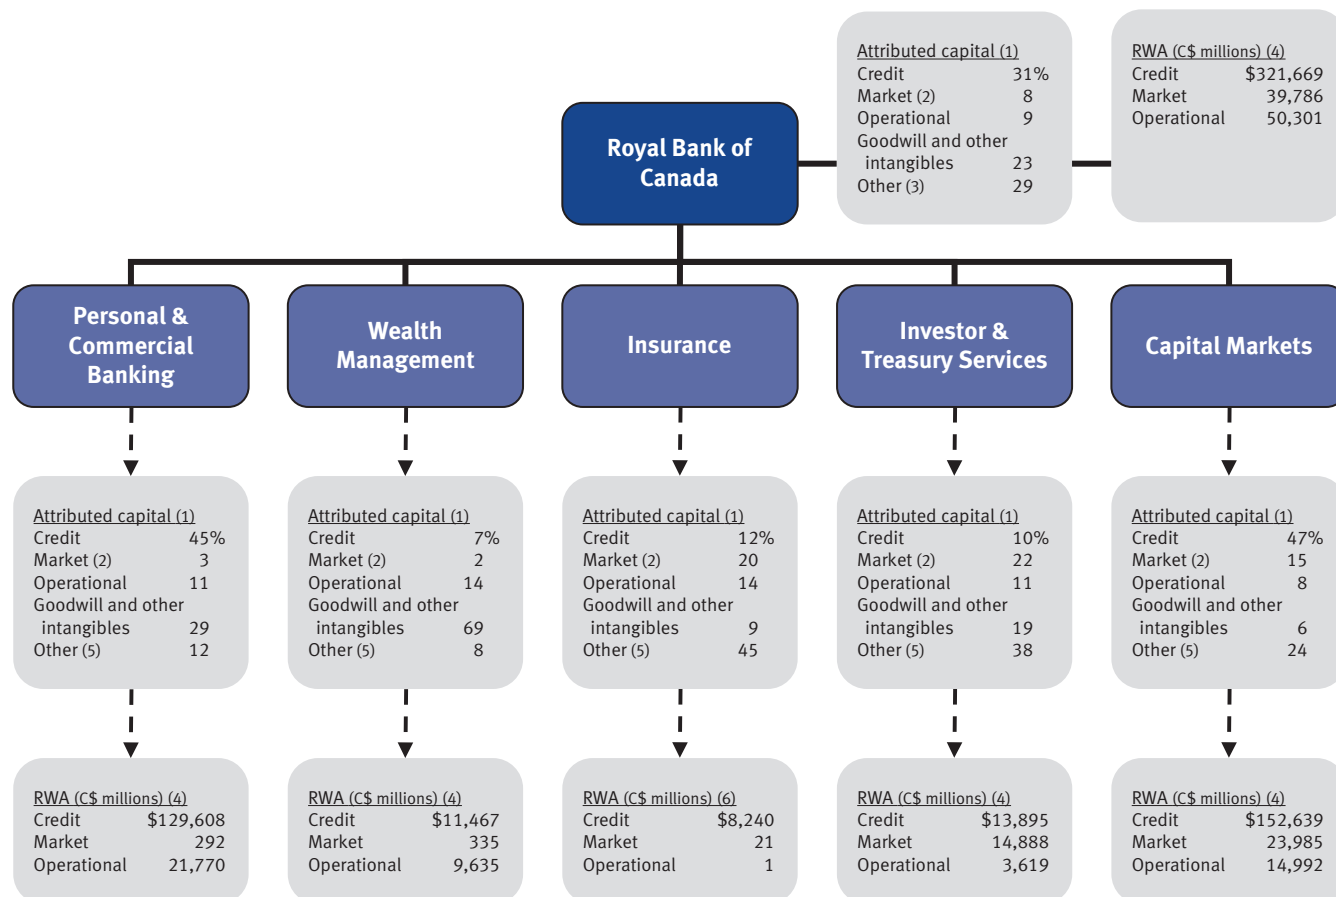 Attributed capital (1)
Credit 31%
Market (2) 8
Operational 9
Goodwill and other
intangibles 23
Other (3) 29
RWA (C$ millions) (4)
Credit $321,669
Market 39,786
Operational 50,301
Royal Bank of
Canada
Personal &
Commercial
Banking
Wealth
Management
Insurance
Investor &
Treasury Services
Capital Markets
Attributed capital (1)
Credit 45%
Market (2) 3
Operational 11
Goodwill and other
intangibles 29
Other (5) 12
Attributed capital (1)
Credit 7%
Market (2) 2
Operational 14
Goodwill and other
intangibles 69
Other (5) 8
Attributed capital (1)
Credit 12%
Market (2) 20
Operational 14
Goodwill and other
intangibles 9
Other (5) 45
Attributed capital (1)
Credit 10%
Market (2) 22
Operational 11
Goodwill and other
intangibles 19
Other (5) 38
Attributed capital (1)
Credit 47%
Market (2) 15
Operational 8
Goodwill and other
intangibles 6
Other (5) 24
RWA (C$ millions) (4)
Credit $129,608
Market 292
Operational 21,770
RWA (C$ millions) (4)
Credit $11,467
Market 335
Operational 9,635
RWA (C$ millions) (6)
Credit $8,240
Market 21
Operational 1
RWA (C$ millions) (4)
Credit $13,895
Market 14,888
Operational 3,619
RWA (C$ millions) (4)
Credit $152,639
Market 23,985
Operational 14,992